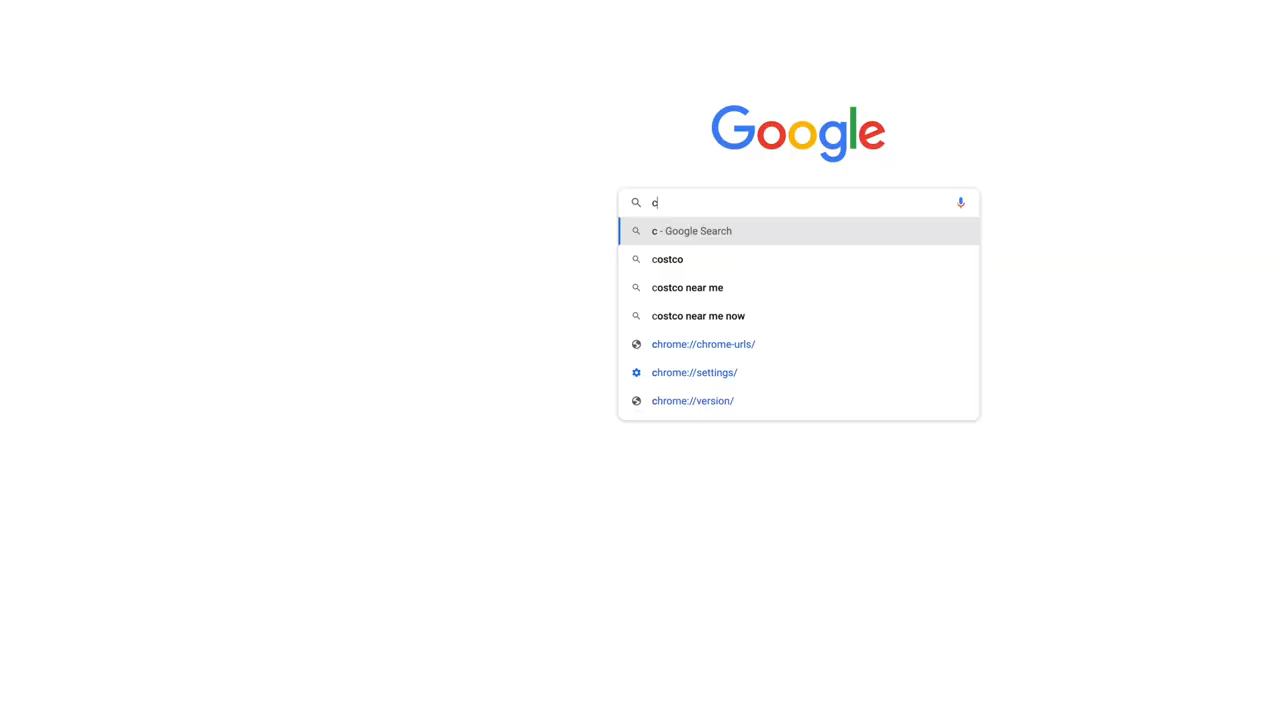 Google
c
c - Google Search
costco
costco near me
costco near me now
chrome://chrome-urls/
chrome://settings/
chrome://version/